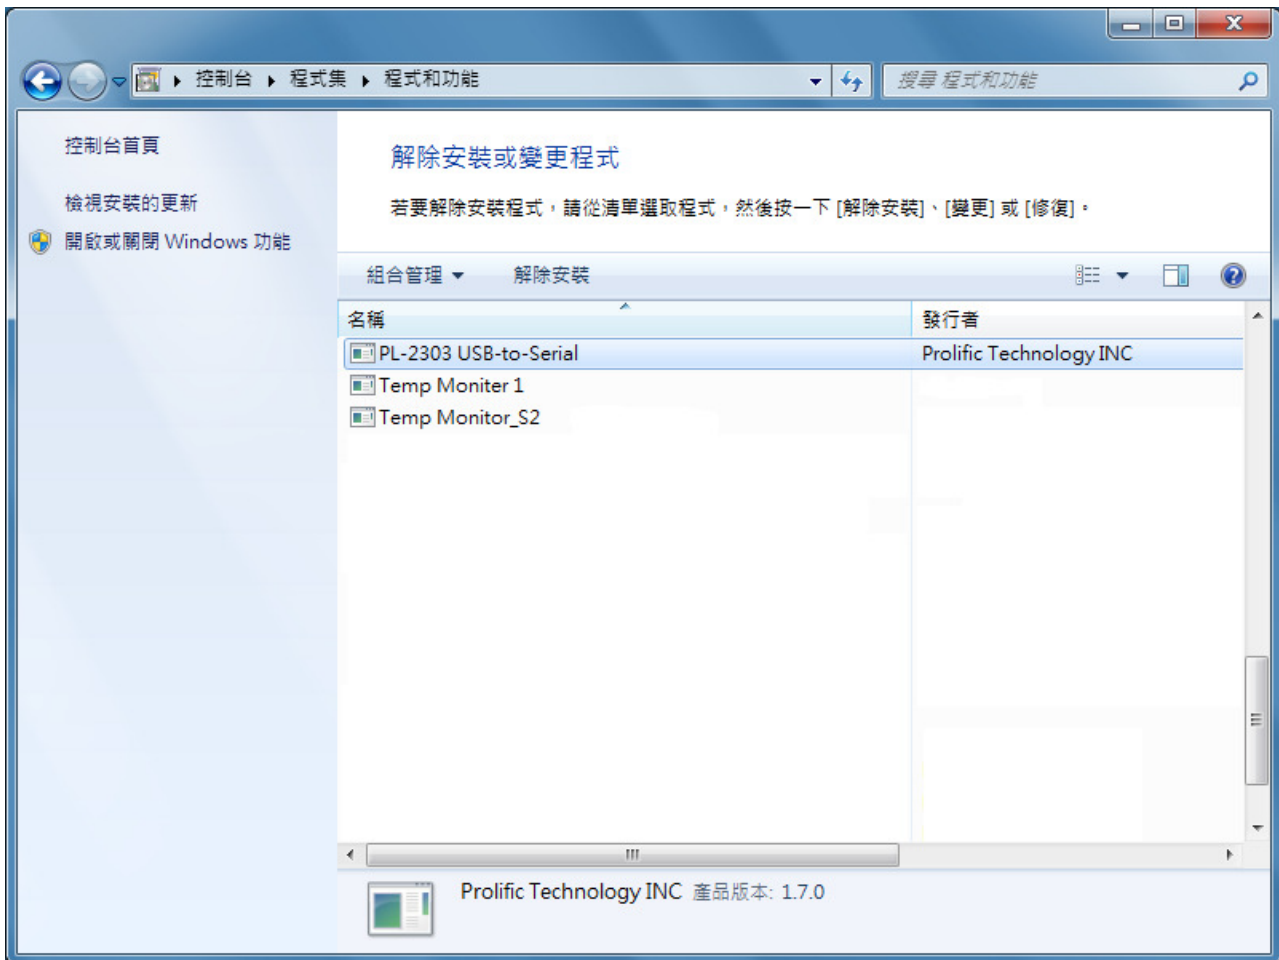 控制台 ▸ 程式集 ▸ 程式和功能
搜尋 程式和功能
控制台首頁
檢視安裝的更新
開啟或關閉 Windows 功能
解除安裝或變更程式
若要解除安裝程式，請從清單選取程式，然後按一下 [解除安裝]、[變更] 或 [修復]。
組合管理 解除安裝
名稱 發行者
PL-2303 USB-to-Serial Prolific Technology INC
Temp Moniter 1
Temp Monitor_S2
Prolific Technology INC 產品版本: 1.7.0